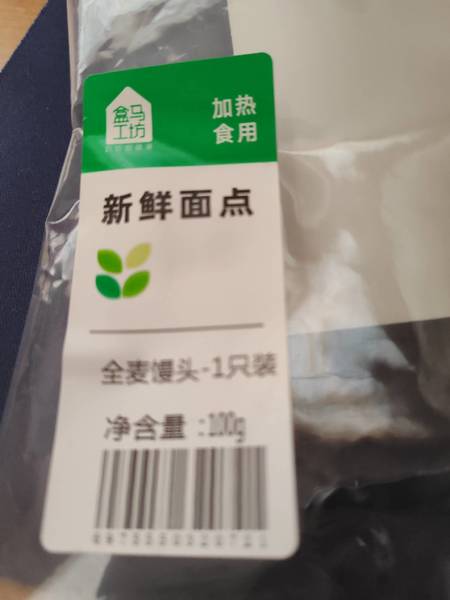 盒马
工坊
加热
食用
新鲜面点
全麦馒头-1只装
净含量:100g